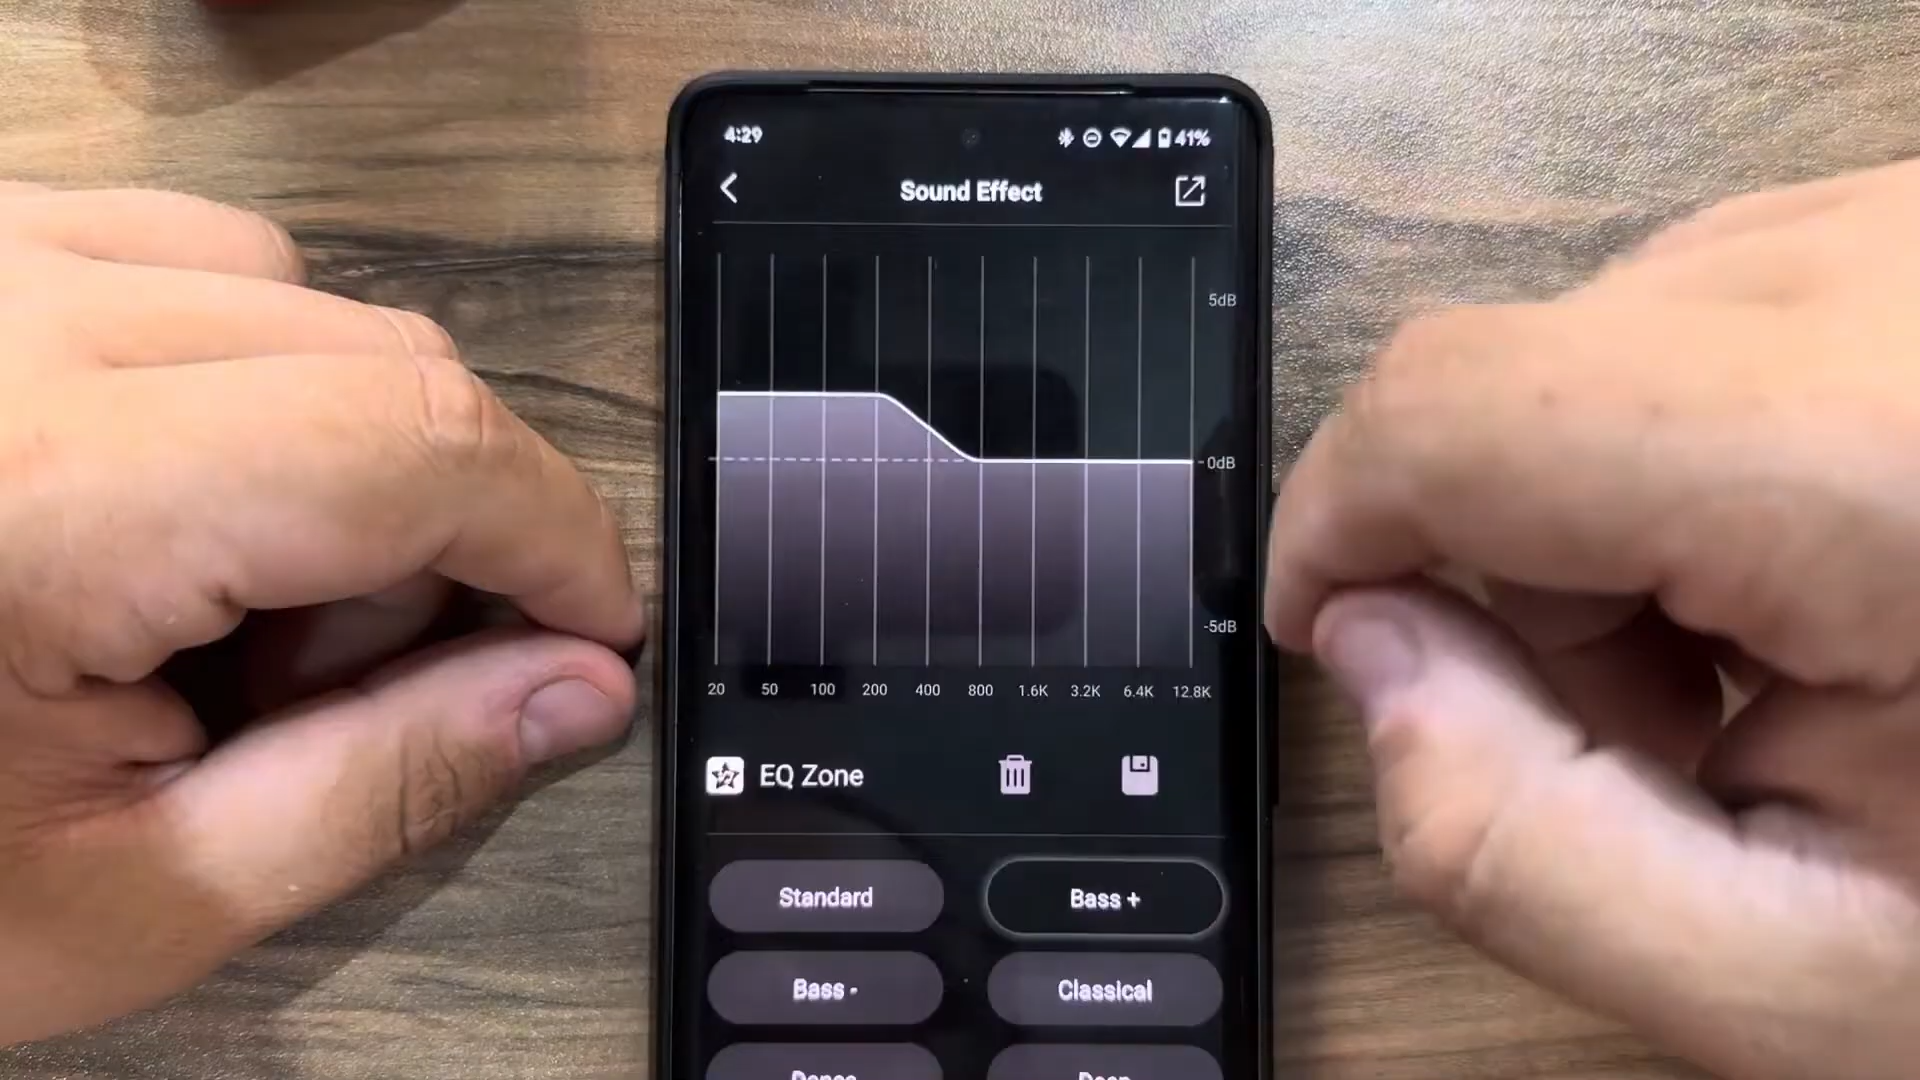 4:29 41%
Sound Effect
5dB
0dB
-5dB
20 50 100 200 400 800 1.6K 3.2K 6.4K 12.8K
EQ Zone
Standard Bass +
Bass - Classical